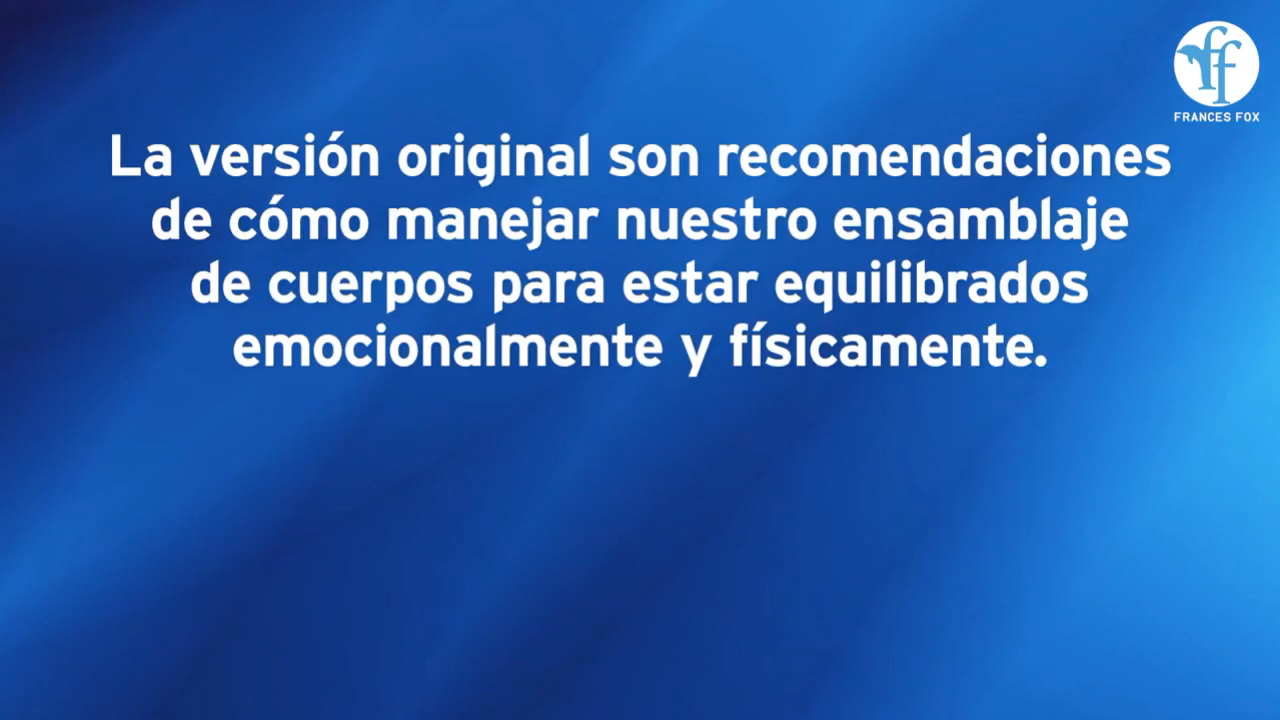 ff
FRANCES FOX
La versión original son recomendaciones
de cómo manejar nuestro ensamblaje
de cuerpos para estar equilibrados
emocionalmente y físicamente.